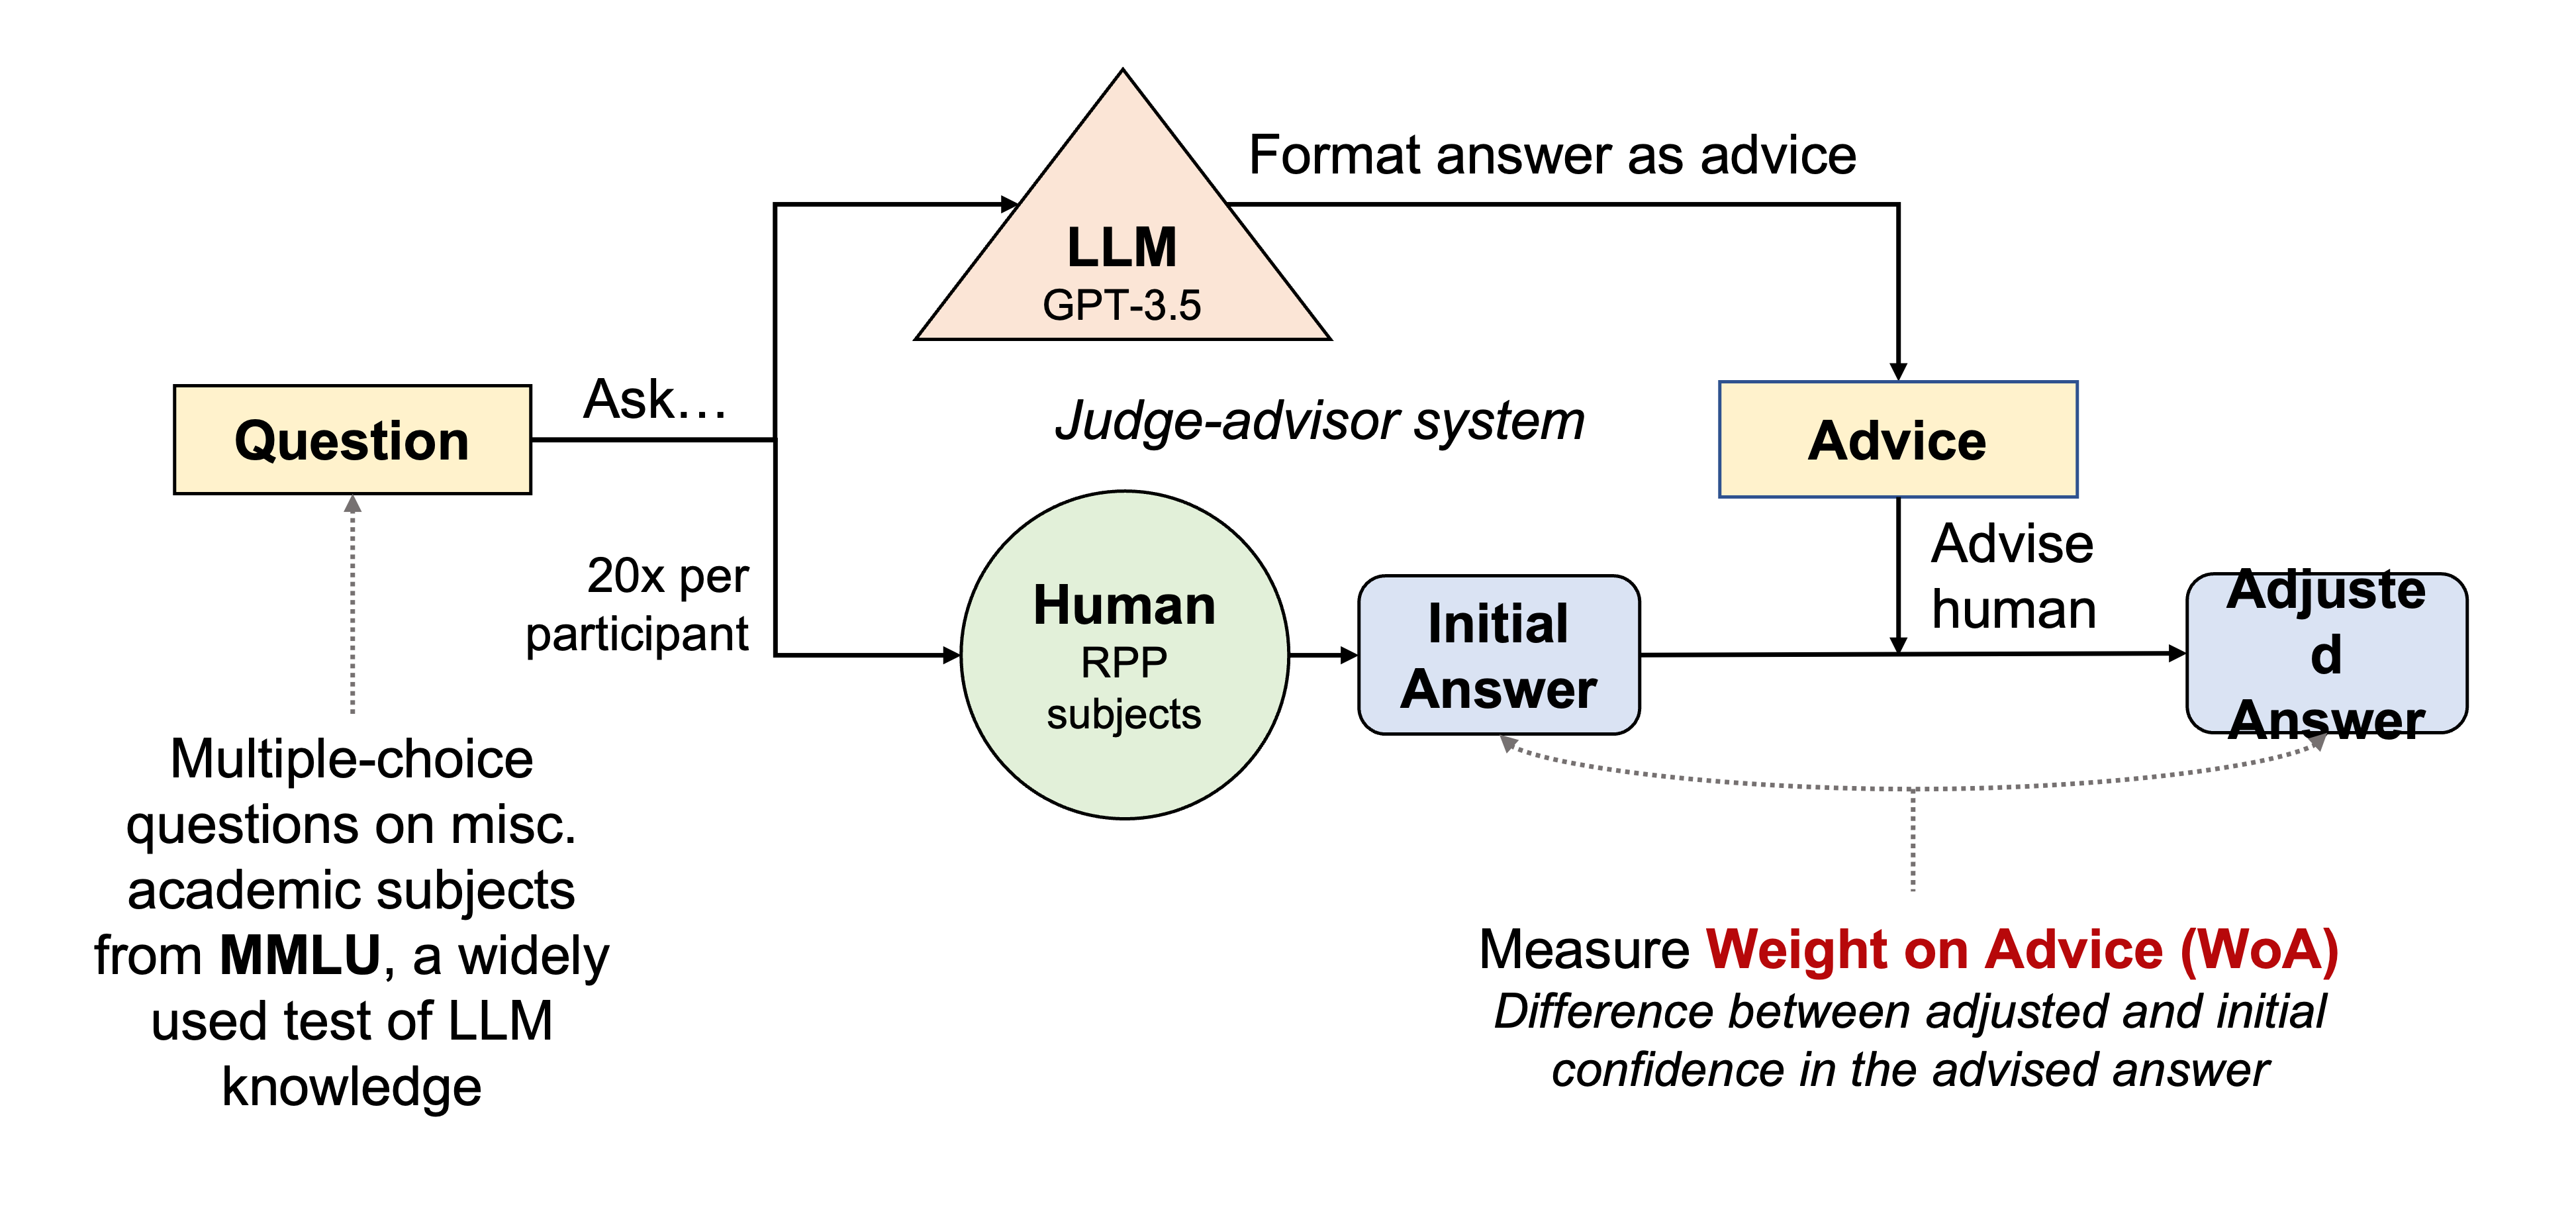 Format answer as advice
LLM
GPT-3.5
Ask…
Question
Judge-advisor system
Advice
20x per
participant
Human
RPP
subjects
Initial
Answer
Advise
human
Adjuste
d
Answer
Multiple-choice
questions on misc.
academic subjects
from MMLU, a widely
used test of LLM
knowledge
Measure Weight on Advice (WoA)
Difference between adjusted and initial
confidence in the advised answer